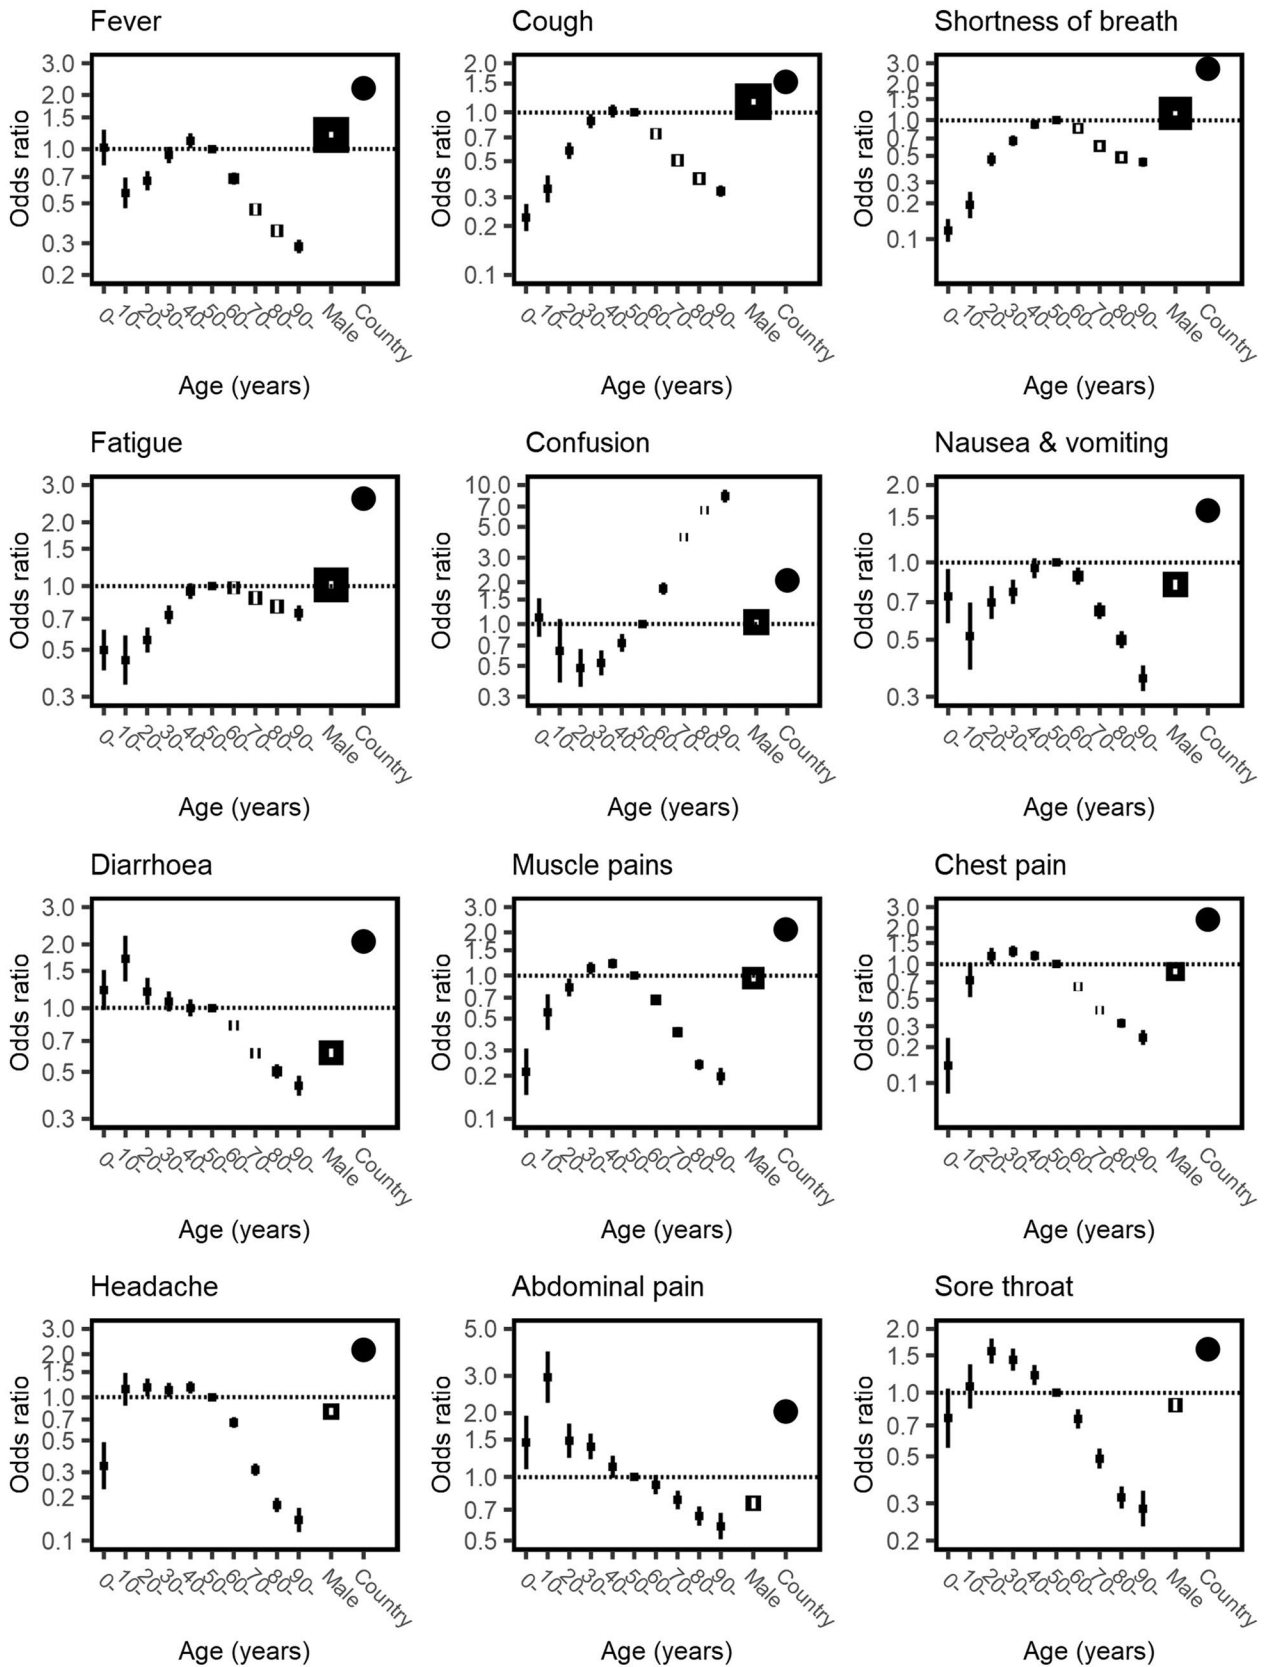 Fever
Odds ratio
3.0
2.0
1.5
1.0
0.7
0.5
0.3
0.2
0- 10- 20- 30- 40- 50- 60- 70- 80- 90- Male Country
Age (years)
Cough
Odds ratio
2.0
1.5
1.0
0.7
0.5
0.3
0.2
0.1
0- 10- 20- 30- 40- 50- 60- 70- 80- 90- Male Country
Age (years)
Shortness of breath
Odds ratio
3.0
2.0
1.5
1.0
0.7
0.5
0.3
0.2
0.1
0- 10- 20- 30- 40- 50- 60- 70- 80- 90- Male Country
Age (years)
Fatigue
Odds ratio
3.0
2.0
1.5
1.0
0.7
0.5
0.3
0- 10- 20- 30- 40- 50- 60- 70- 80- 90- Male Country
Age (years)
Confusion
Odds ratio
10.0
7.0
5.0
3.0
2.0
1.5
1.0
0.7
0.5
0.3
0- 10- 20- 30- 40- 50- 60- 70- 80- 90- Male Country
Age (years)
Nausea & vomiting
Odds ratio
2.0
1.5
1.0
0.7
0.5
0.3
0- 10- 20- 30- 40- 50- 60- 70- 80- 90- Male Country
Age (years)
Diarrhoea
Odds ratio
3.0
2.0
1.5
1.0
0.7
0.5
0.3
0- 10- 20- 30- 40- 50- 60- 70- 80- 90- Male Country
Age (years)
Muscle pains
Odds ratio
3.0
2.0
1.5
1.0
0.7
0.5
0.3
0.2
0.1
0- 10- 20- 30- 40- 50- 60- 70- 80- 90- Male Country
Age (years)
Chest pain
Odds ratio
3.0
2.0
1.5
1.0
0.7
0.5
0.3
0.2
0.1
0- 10- 20- 30- 40- 50- 60- 70- 80- 90- Male Country
Age (years)
Headache
Odds ratio
3.0
2.0
1.5
1.0
0.7
0.5
0.3
0.2
0.1
0- 10- 20- 30- 40- 50- 60- 70- 80- 90- Male Country
Age (years)
Abdominal pain
Odds ratio
5.0
3.0
2.0
1.5
1.0
0.7
0.5
0- 10- 20- 30- 40- 50- 60- 70- 80- 90- Male Country
Age (years)
Sore throat
Odds ratio
2.0
1.5
1.0
0.7
0.5
0.3
0.2
0- 10- 20- 30- 40- 50- 60- 70- 80- 90- Male Country
Age (years)